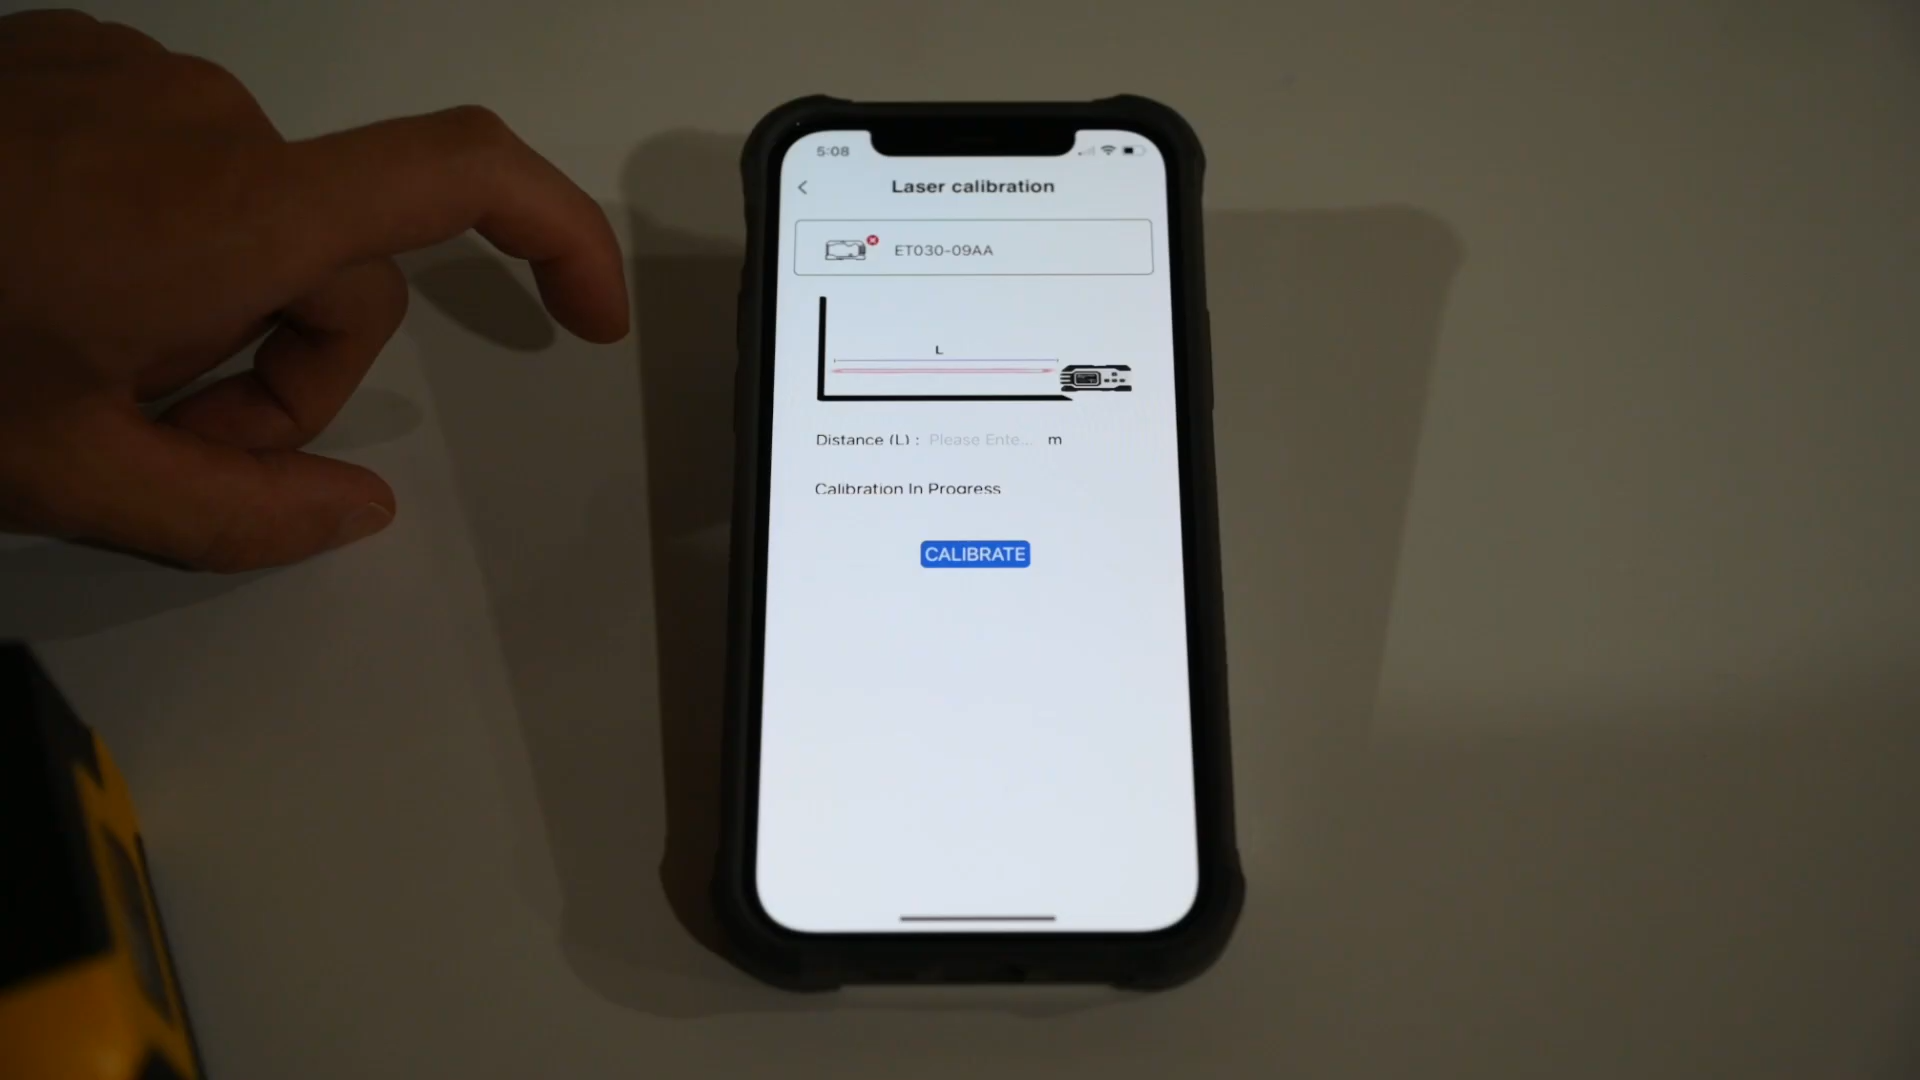 5:08
Laser calibration
ET030-09AA
L
Distance (L) : Please Ente... m
Calibration In Progress
CALIBRATE